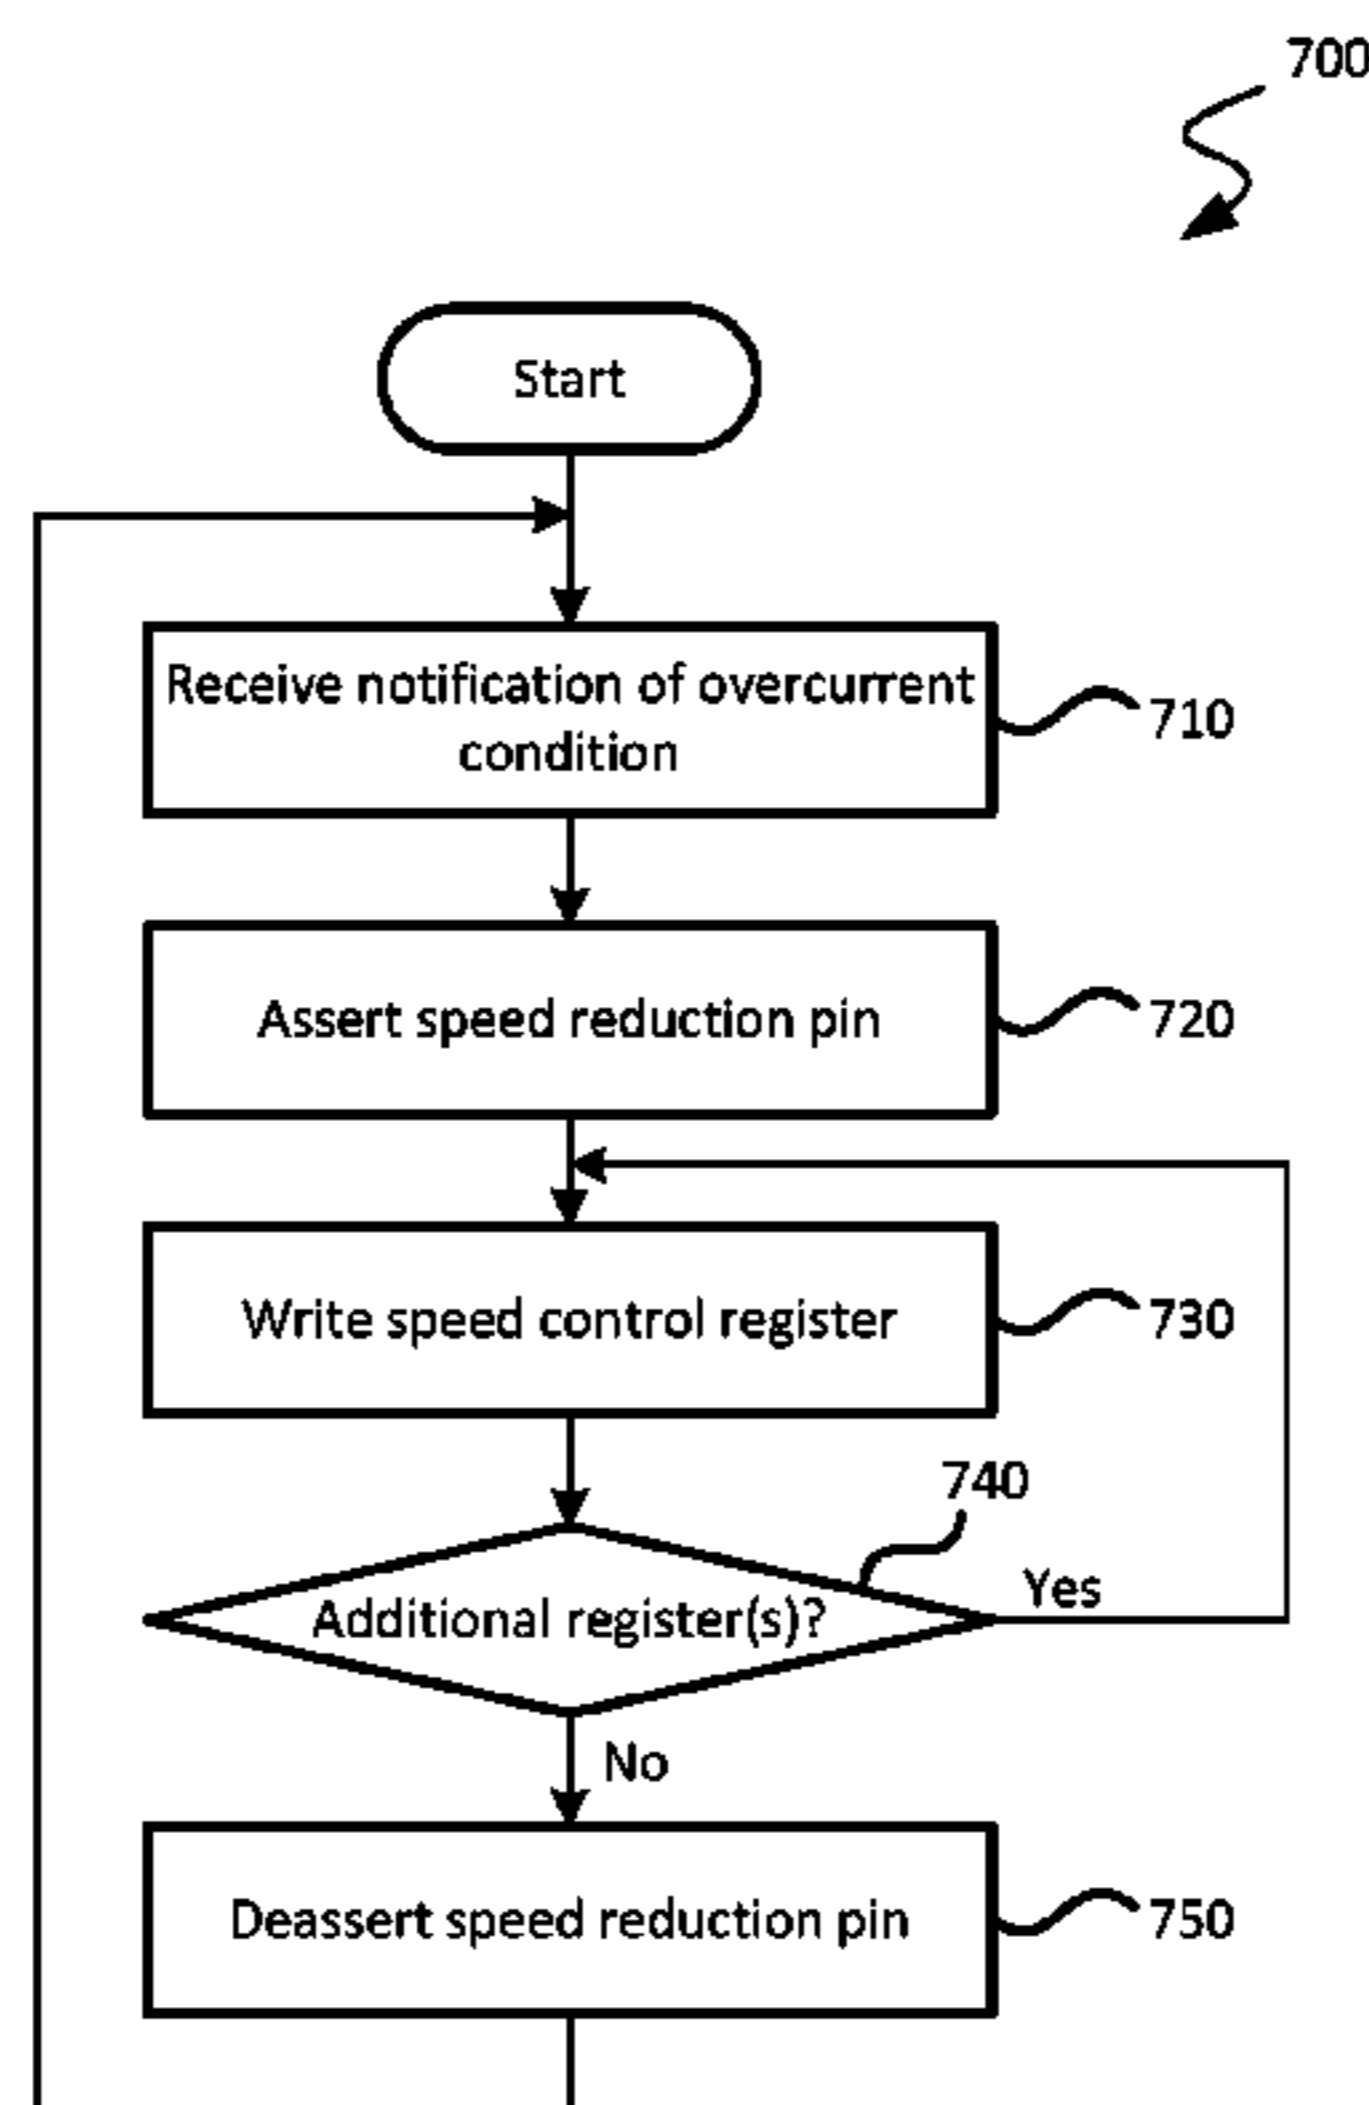 700
Start
Receive notification of overcurrent
condition
710
Assert speed reduction pin
720
Write speed control register
730
740
Additional register(s)?
Yes
No
Deassert speed reduction pin
750